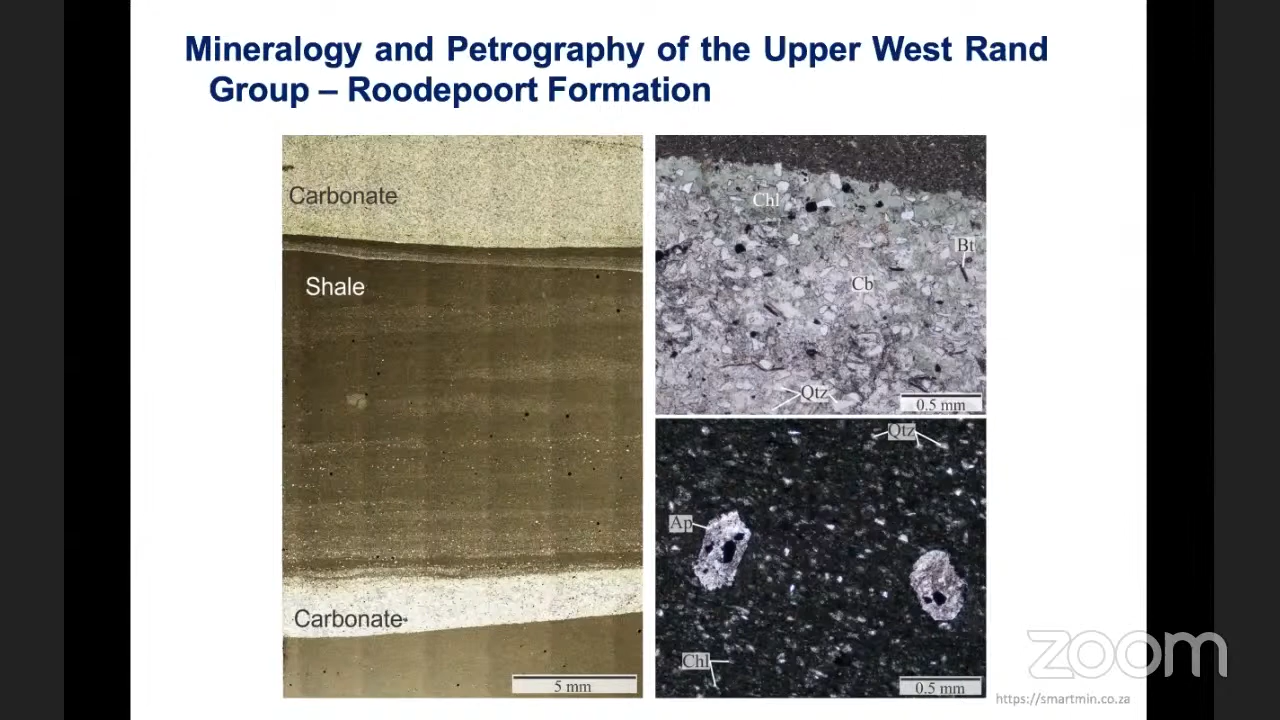 Mineralogy and Petrography of the Upper West Rand
Group – Roodepoort Formation
Carbonate
Shale
Carbonate
5 mm
Chl
Bt
Cb
Qtz
0.5 mm
Qtz
Ap
Chl
0.5 mm
zoom
https://smartmin.co.za